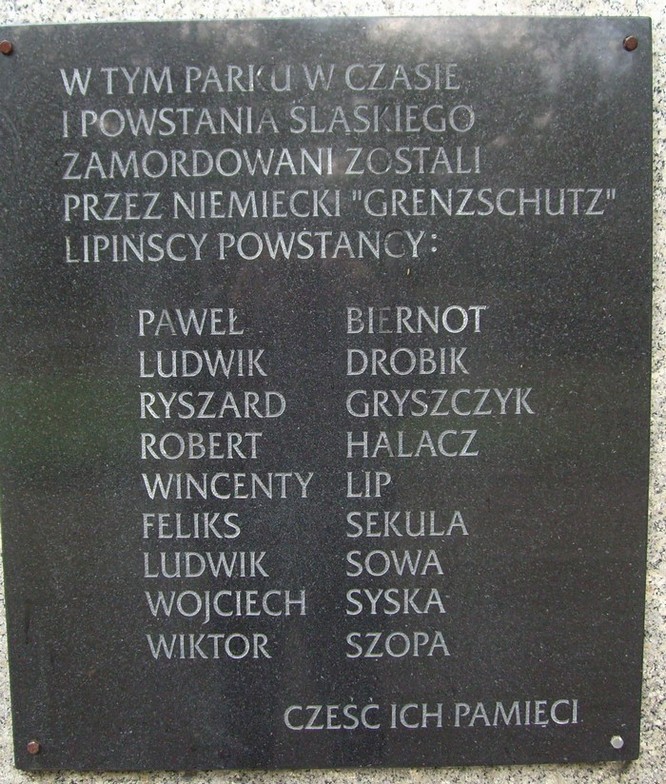 W TYM PARKU W CZASIE
I POWSTANIA ŚLĄSKIEGO
ZAMORDOWANI ZOSTALI
PRZEZ NIEMIECKI "GRENZSCHUTZ"
LIPIŃSCY POWSTAŃCY:
PAWEŁ BIERNOT
LUDWIK DROBIK
RYSZARD GRYSZCZYK
ROBERT HALACZ
WINCENTY LIP
FELIKS SEKULA
LUDWIK SOWA
WOJCIECH SYSKA
WIKTOR SZOPA
CZEŚĆ ICH PAMIĘCI